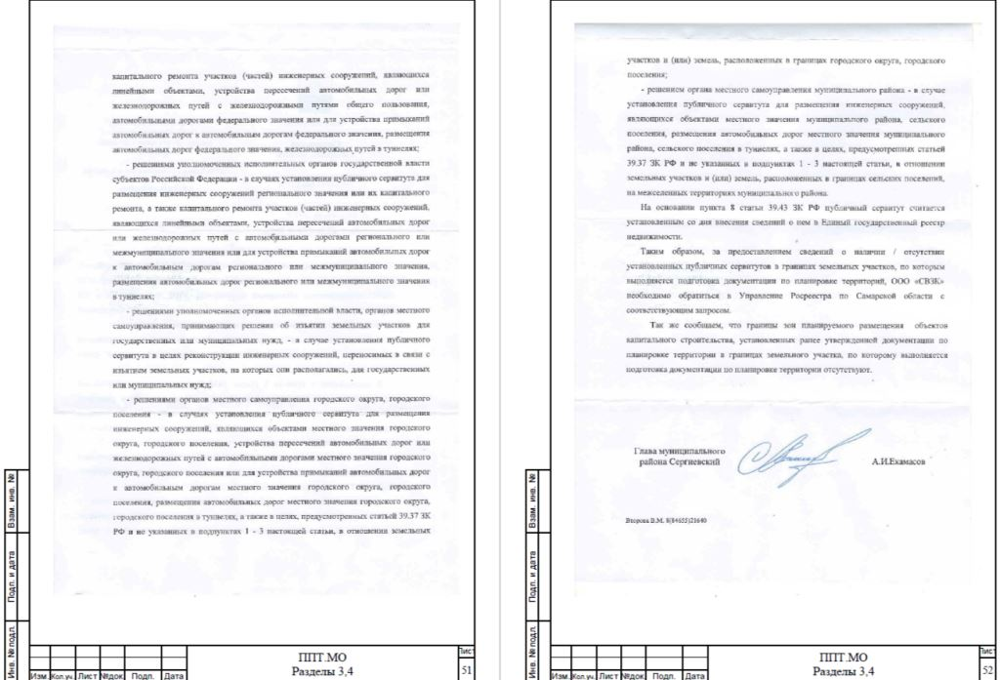 капитального ремонта участков (частей) инженерных сооружений, являющихся
линейными объектами, устройства пересечений автомобильных дорог или
железнодорожных путей с железнодорожными путями общего пользования,
автомобильными дорогами федерального значения или для устройства примыканий
автомобильных дорог к автомобильным дорогам федерального значения, размещения
автомобильных дорог федерального значения, железнодорожных путей в туннелях;
- решениями уполномоченных исполнительных органов государственной власти
субъектов Российской Федерации - в случаях установления публичного сервитута для
размещения инженерных сооружений регионального значения или их капитального
ремонта, а также капитального ремонта участков (частей) инженерных сооружений,
являющихся линейными объектами, устройства пересечений автомобильных дорог
или железнодорожных путей с автомобильными дорогами регионального или
межмуниципального значения или для устройства примыканий автомобильных дорог
к автомобильным дорогам регионального или межмуниципального значения,
размещения автомобильных дорог регионального или межмуниципального значения
в туннелях;
- решениями уполномоченных органов исполнительной власти, органов местного
самоуправления, принимающих решения об изъятии земельных участков для
государственных или муниципальных нужд, - в случае установления публичного
сервитута в целях реконструкции инженерных сооружений, переносимых в связи с
изъятием земельных участков, на которых они располагались, для государственных
или муниципальных нужд;
- решениями органов местного самоуправления городского округа, городского
поселения - в случаях установления публичного сервитута для размещения
инженерных сооружений, являющихся объектами местного значения городского
округа, городского поселения, устройства пересечений автомобильных дорог или
железнодорожных путей с автомобильными дорогами местного значения городского
округа, городского поселения или для устройства примыканий автомобильных дорог
к автомобильным дорогам местного значения городского округа, городского
поселения, размещения автомобильных дорог местного значения городского округа,
городского поселения в туннелях, а также в целях, предусмотренных статьей 39.37 ЗК
РФ и не указанных в подпунктах 1 - 3 настоящей статьи, в отношении земельных
Взам. инв. №
Подп. и дата
Инв. № подл.
Изм. Кол.уч. Лист №док. Подп. Дата
ППТ.МО
Разделы 3,4
Лист
51
участков и (или) земель, расположенных в границах городского округа, городского
поселения;
- решением органа местного самоуправления муниципального района - в случае
установления публичного сервитута для размещения инженерных сооружений,
являющихся объектами местного значения муниципального района, сельского
поселения, размещения автомобильных дорог местного значения муниципального
района, сельского поселения в туннелях, а также в целях, предусмотренных статьей
39.37 ЗК РФ и не указанных в подпунктах 1 - 3 настоящей статьи, в отношении
земельных участков и (или) земель, расположенных в границах сельских поселений,
на межселенных территориях муниципального района.
На основании пункта 8 статьи 39.43 ЗК РФ публичный сервитут считается
установленным со дня внесения сведений о нем в Единый государственный реестр
недвижимости.
Таким образом, за предоставлением сведений о наличии / отсутствии
установленных публичных сервитутов в границах земельных участков, по которым
выполняется подготовка документации по планировке территорий, ООО «СВЗК»
необходимо обратиться в Управление Росреестра по Самарской области с
соответствующим запросом.
Так же сообщаем, что границы зон планируемого размещения объектов
капитального строительства, установленных ранее утвержденной документации по
планировке территории в границах земельного участка, по которому выполняется
подготовка документации по планировке территории отсутствуют.
Глава муниципального
района Сергиевский
А.И.Екамасов
Второва В.М. 8(84655)21640
Взам. инв. №
Подп. и дата
Инв. № подл.
Изм. Кол.уч. Лист №док. Подп. Дата
ППТ.МО
Разделы 3,4
Лист
52